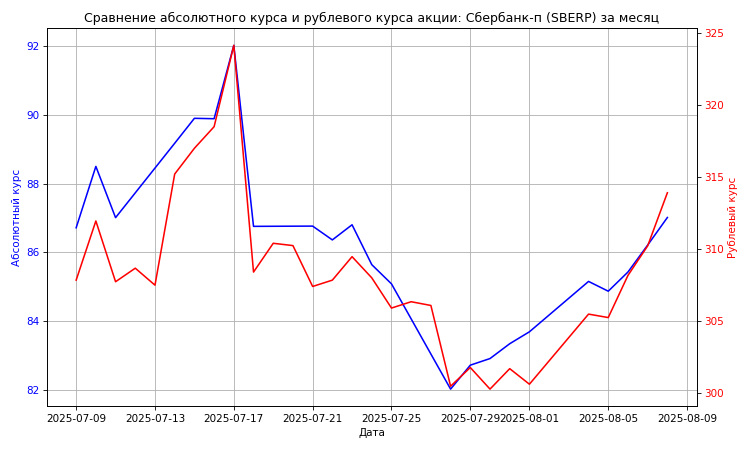 Сравнение абсолютного курса и рублевого курса акции: Сбербанк-п (SBERP) за месяц
92
90
88
86
84
82
Абсолютный курс
325
320
315
310
305
300
Рублевый курс
2025-07-09 2025-07-13 2025-07-17 2025-07-21 2025-07-25 2025-07-29 2025-08-01 2025-08-05 2025-08-09
Дата